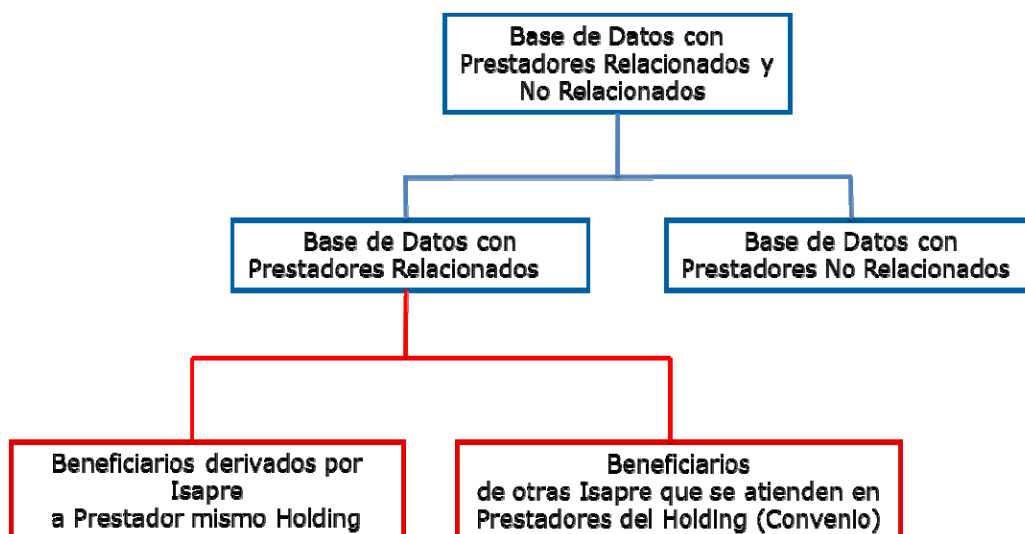 Base de Datos con
Prestadores Relacionados y
No Relacionados
Base de Datos con
Prestadores Relacionados
Base de Datos con
Prestadores No Relacionados
Beneficiarios derivados por
Isapre
a Prestador mismo Holding
Beneficiarios
de otras Isapre que se atienden en
Prestadores del Holding (Convenio)